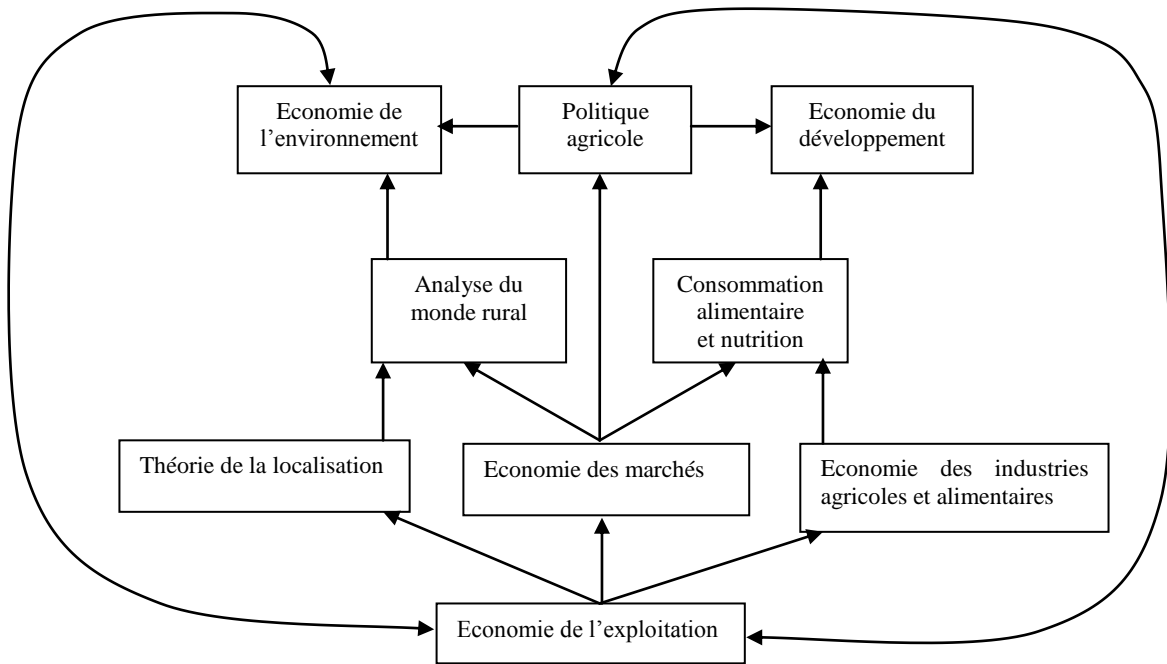 Economie de
l'environnement
Politique
agricole
Economie du
développement
Analyse du
monde rural
Consommation
alimentaire
et nutrition
Théorie de la localisation
Economie des marchés
Economie des industries
agricoles et alimentaires
Economie de l'exploitation